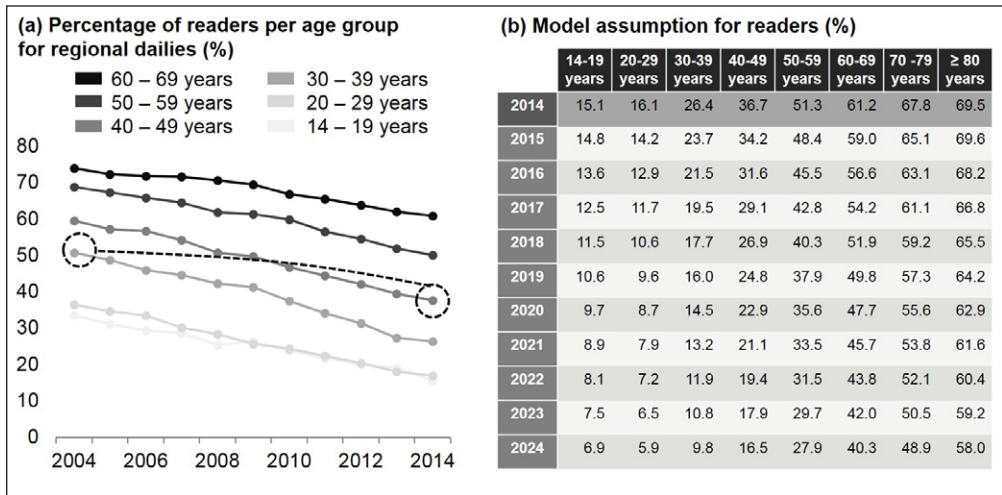 (a) Percentage of readers per age group
for regional dailies (%)
60 – 69 years
30 – 39 years
50 – 59 years
20 – 29 years
40 – 49 years
14 – 19 years
80
70
60
50
40
30
20
10
0
2004 2006 2008 2010 2012 2014
(b) Model assumption for readers (%)
14-19 years 20-29 years 30-39 years 40-49 years 50-59 years 60-69 years 70 -79 years ≥ 80 years
2014 15.1 16.1 26.4 36.7 51.3 61.2 67.8 69.5
2015 14.8 14.2 23.7 34.2 48.4 59.0 65.1 69.6
2016 13.6 12.9 21.5 31.6 45.5 56.6 63.1 68.2
2017 12.5 11.7 19.5 29.1 42.8 54.2 61.1 66.8
2018 11.5 10.6 17.7 26.9 40.3 51.9 59.2 65.5
2019 10.6 9.6 16.0 24.8 37.9 49.8 57.3 64.2
2020 9.7 8.7 14.5 22.9 35.6 47.7 55.6 62.9
2021 8.9 7.9 13.2 21.1 33.5 45.7 53.8 61.6
2022 8.1 7.2 11.9 19.4 31.5 43.8 52.1 60.4
2023 7.5 6.5 10.8 17.9 29.7 42.0 50.5 59.2
2024 6.9 5.9 9.8 16.5 27.9 40.3 48.9 58.0